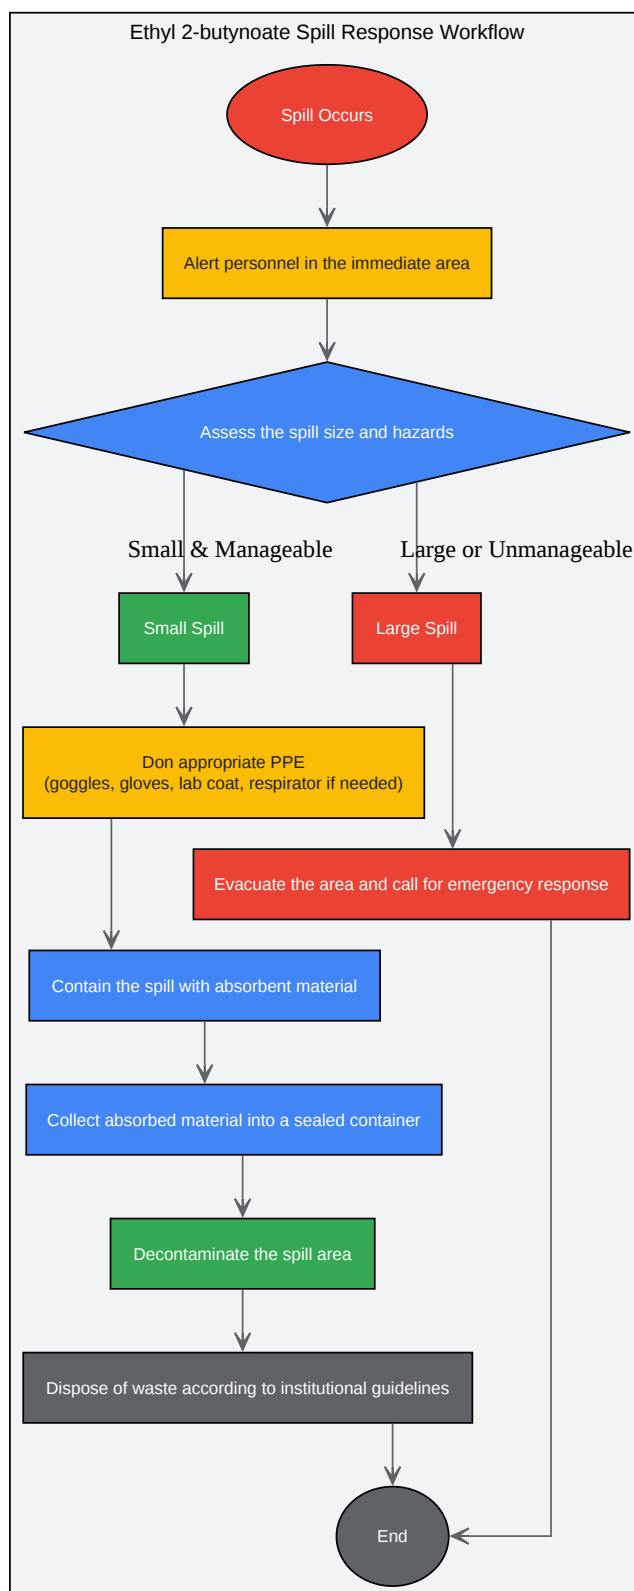 Ethyl 2-butynoate Spill Response Workflow
Spill Occurs
Alert personnel in the immediate area
Assess the spill size and hazards
Small & Manageable
Large or Unmanageable
Small Spill
Large Spill
Don appropriate PPE
(goggles, gloves, lab coat, respirator if needed)
Evacuate the area and call for emergency response
Contain the spill with absorbent material
Collect absorbed material into a sealed container
Decontaminate the spill area
Dispose of waste according to institutional guidelines
End